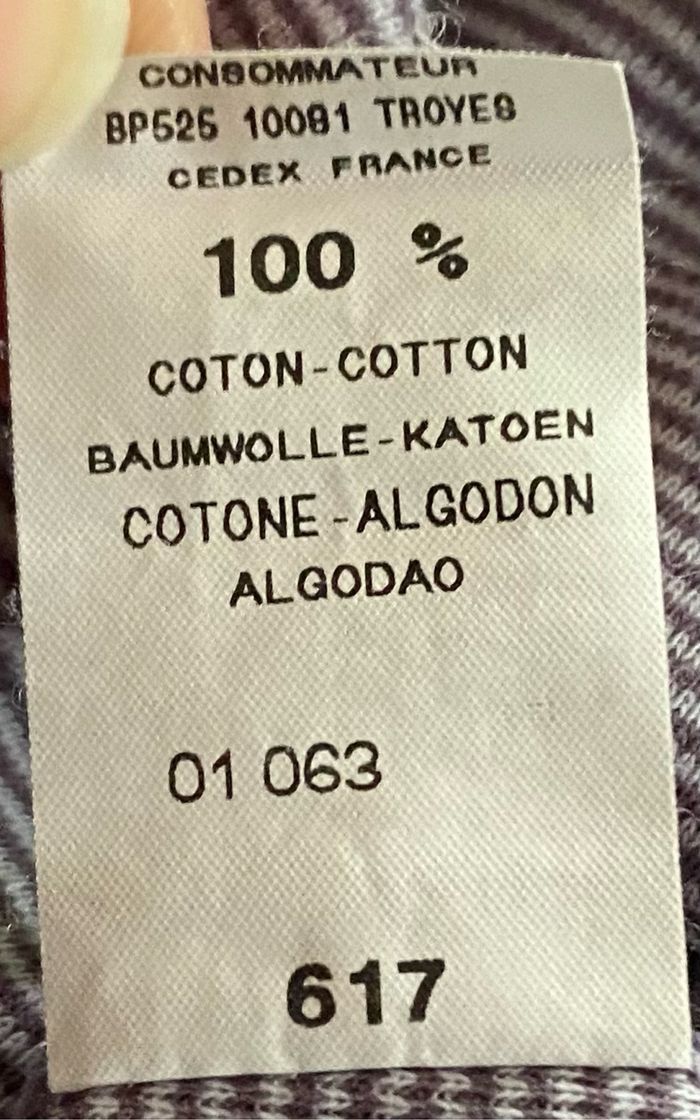 CONSOMMATEUR
BP525 10081 TROYES
CEDEX FRANCE
100 %
COTON-COTTON
BAUMWOLLE-KATOEN
COTONE-ALGODON
ALGODAO
01 063
617